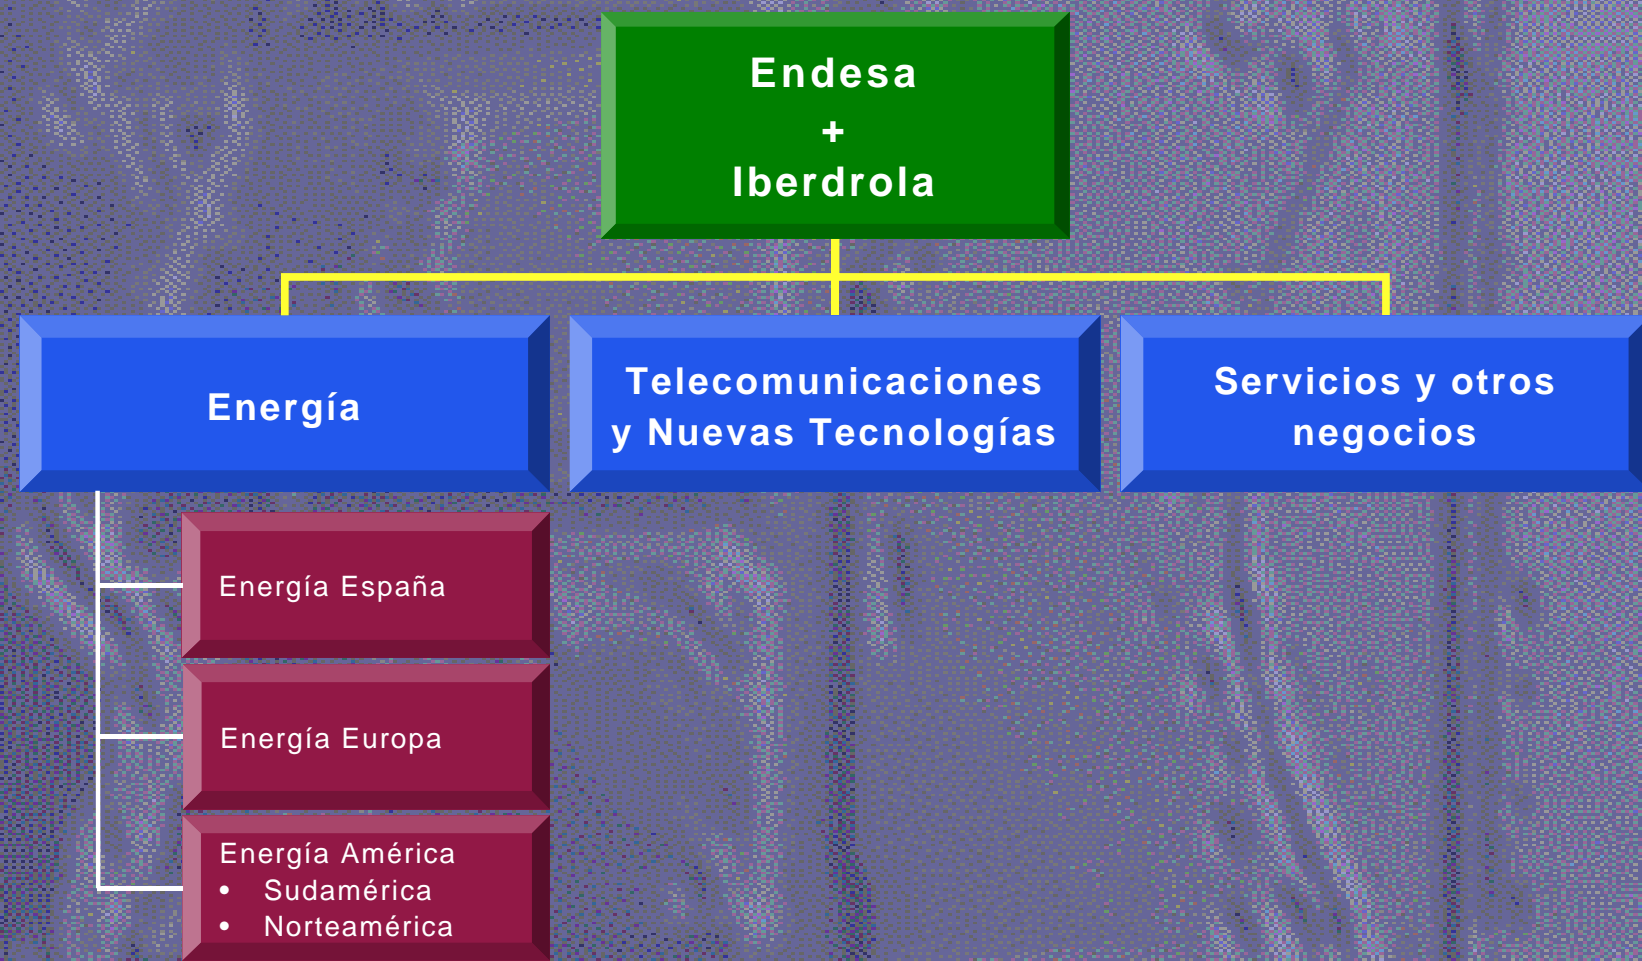 Endesa
+
Iberdrola
Energía
Telecomunicaciones
y Nuevas Tecnologías
Servicios y otros
negocios
Energía España
Energía Europa
Energía América
• Sudamérica
• Norteamérica